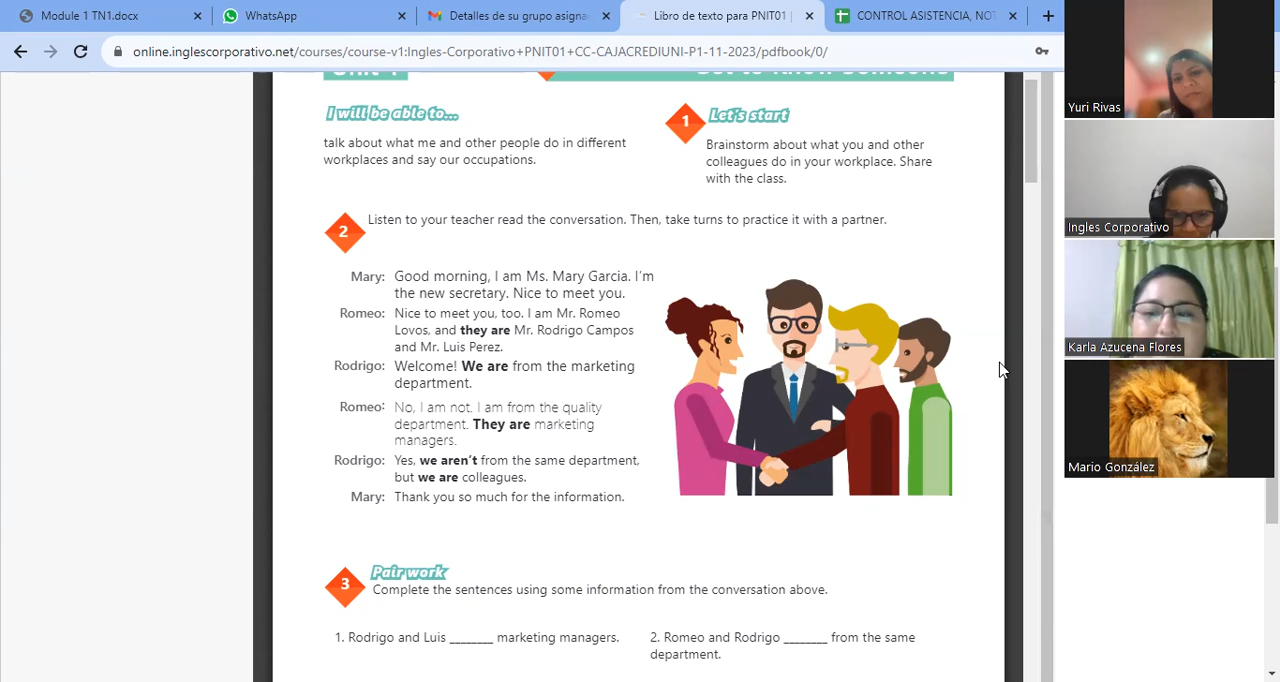 Module 1 TN1.docx
WhatsApp
Detalles de su grupo asigna
Libro de texto para PNIT01 |
CONTROL ASISTENCIA, NOT
online.inglescorporativo.net/courses/course-v1:Ingles-Corporativo+PNIT01+CC-CAJACREDIUNI-P1-11-2023/pdfbook/0/
I will be able to...
talk about what me and other people do in different
workplaces and say our occupations.
1
Let's start
Brainstorm about what you and other
colleagues do in your workplace. Share
with the class.
2
Listen to your teacher read the conversation. Then, take turns to practice it with a partner.
Mary: Good morning, I am Ms. Mary Garcia. I'm
the new secretary. Nice to meet you.
Romeo: Nice to meet you, too. I am Mr. Romeo
Lovos, and they are Mr. Rodrigo Campos
and Mr. Luis Perez.
Rodrigo: Welcome! We are from the marketing
department.
Romeo: No, I am not. I am from the quality
department. They are marketing
managers.
Rodrigo: Yes, we aren't from the same department,
but we are colleagues.
Mary: Thank you so much for the information.
3
Pair work
Complete the sentences using some information from the conversation above.
1. Rodrigo and Luis ________ marketing managers.
2. Romeo and Rodrigo ________ from the same
department.
Yuri Rivas
Ingles Corporativo
Karla Azucena Flores
Mario González